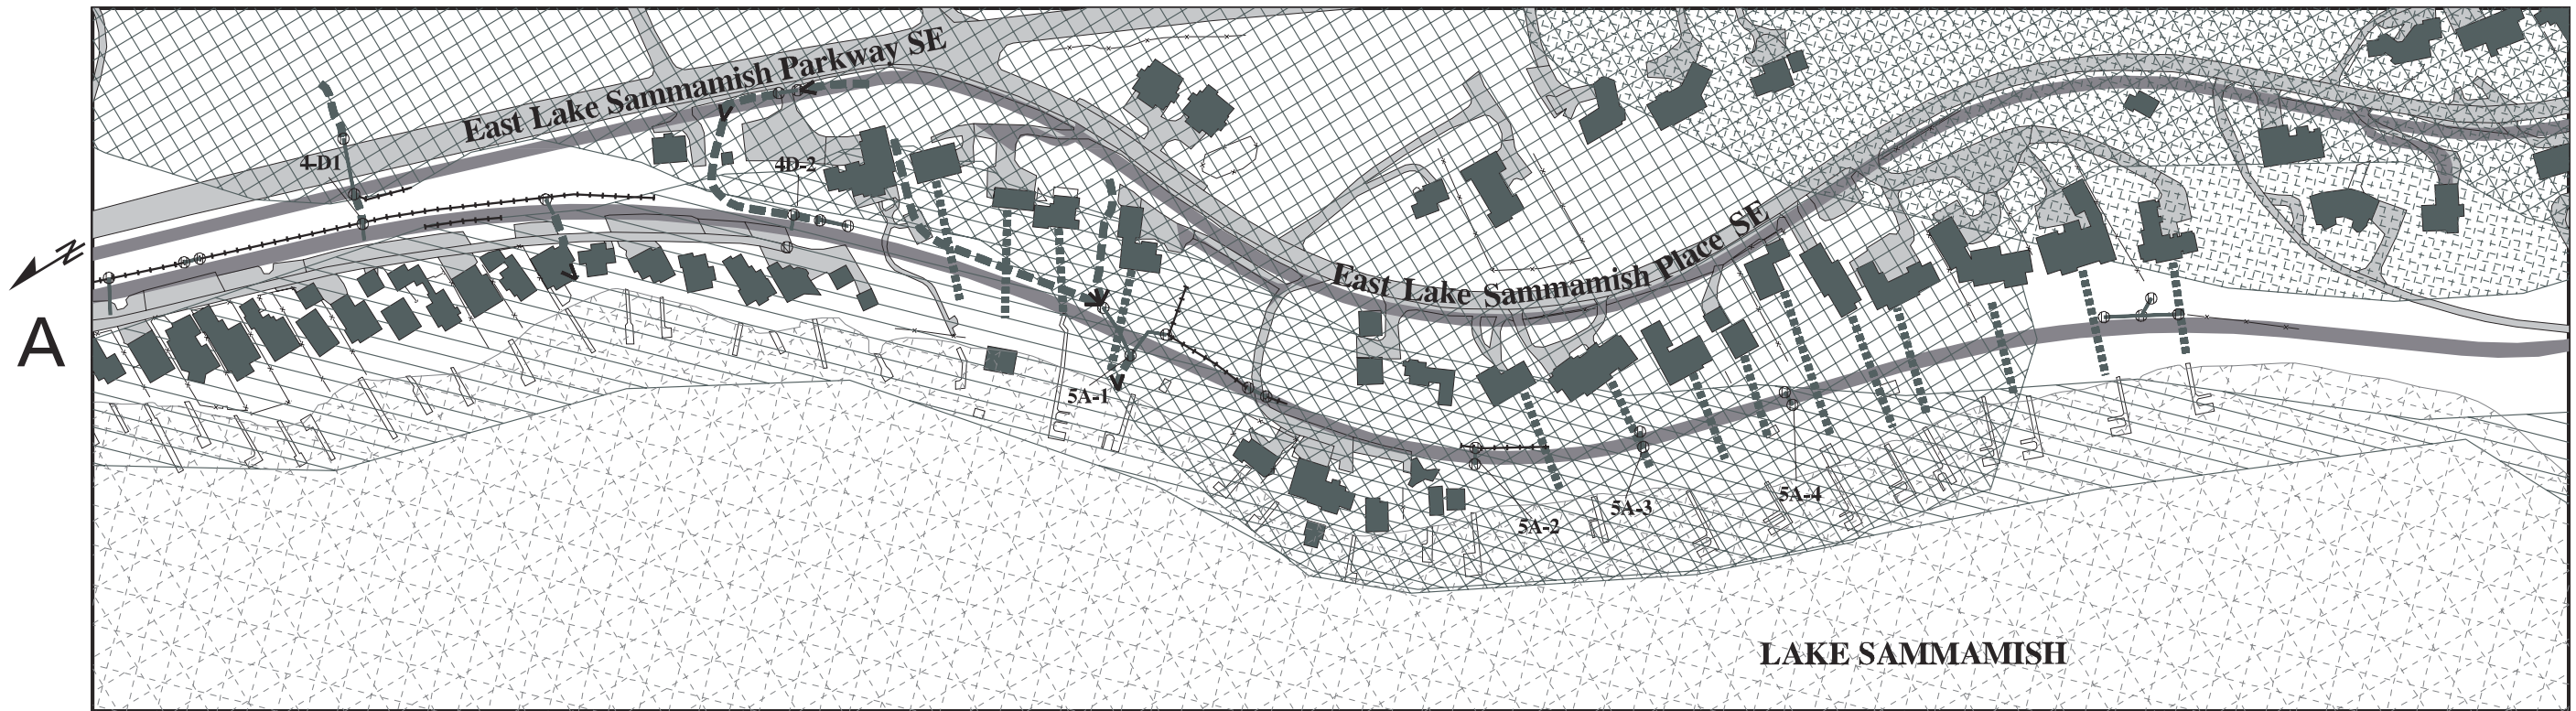 East Lake Sammamish Parkway SE
4-D1
4D-2
N
East Lake Sammamish Place SE
A
5A-1
5A-4
5A-3
5A-2
LAKE SAMMAMISH